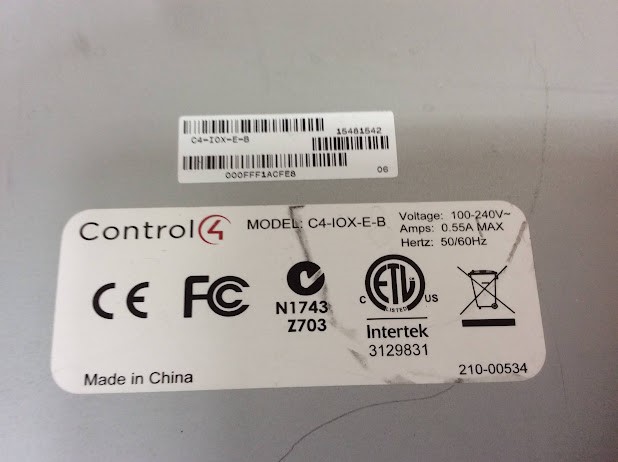 C4-IOX-E-B 15481542
000FFF1ACFE8 06
Control4 MODEL: C4-IOX-E-B
Voltage: 100-240V~
Amps: 0.55A MAX
Hertz: 50/60Hz
CE FC N1743
Z703
C ETL US
LISTED
Intertek
3129831
Made in China
210-00534